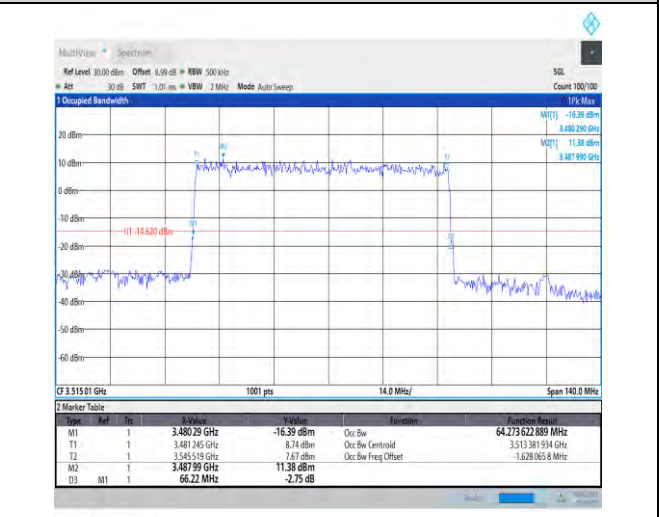 MultiView Spectrum
Ref Level 30.00 dBm Offset 8.99 dB RBW 500 kHz SGL
Att 30 dB SWT 1.01 ms VBW 2 MHz Mode Auto Sweep Count 100/100
1 Occupied Bandwidth 1Pk Max
M1[1] -16.39 dBm
3.480 290 GHz
M2[1] 11.38 dBm
3.487 990 GHz
20 dBm
10 dBm
0 dBm
-10 dBm
H1 -14.620 dBm
-20 dBm
-30 dBm
-40 dBm
-50 dBm
-60 dBm
T1
M2
T2
M1
D3
CF 3.515 01 GHz 1001 pts 14.0 MHz/ Span 140.0 MHz
2 Marker Table
Type Ref Trc X-Value Y-Value Function Function Result
M1 1 3.48029 GHz -16.39 dBm Occ Bw 64.273 622 889 MHz
T1 1 3.481 245 GHz 8.74 dBm Occ Bw Centroid 3.513 381 934 GHz
T2 1 3.545 519 GHz 7.67 dBm Occ Bw Freq Offset -1.628 065 8 MHz
M2 1 3.48799 GHz 11.38 dBm
D3 M1 1 66.22 MHz -2.75 dB